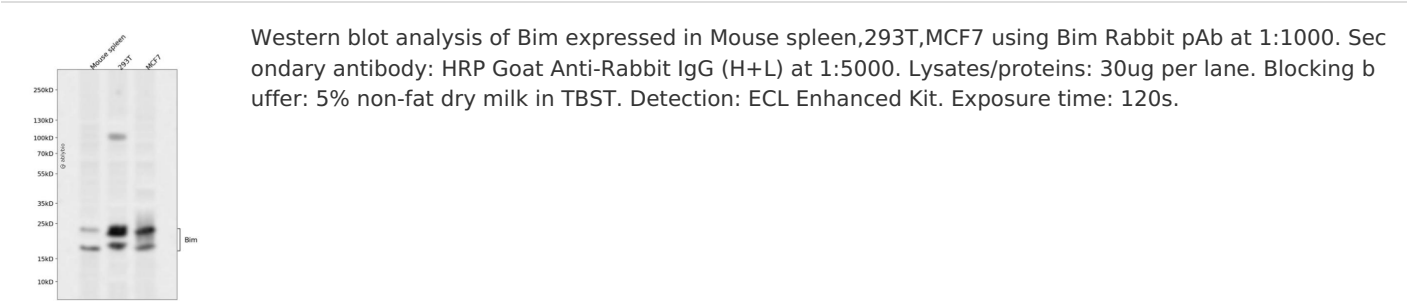 Western blot analysis of Bim expressed in Mouse spleen,293T,MCF7 using Bim Rabbit pAb at 1:1000. Sec
ondary antibody: HRP Goat Anti-Rabbit IgG (H+L) at 1:5000. Lysates/proteins: 30ug per lane. Blocking b
uffer: 5% non-fat dry milk in TBST. Detection: ECL Enhanced Kit. Exposure time: 120s.
Mouse spleen
293T
MCF7
250kD
130kD
100kD
70kD
55kD
35kD
25kD
Bim
15kD
10kD